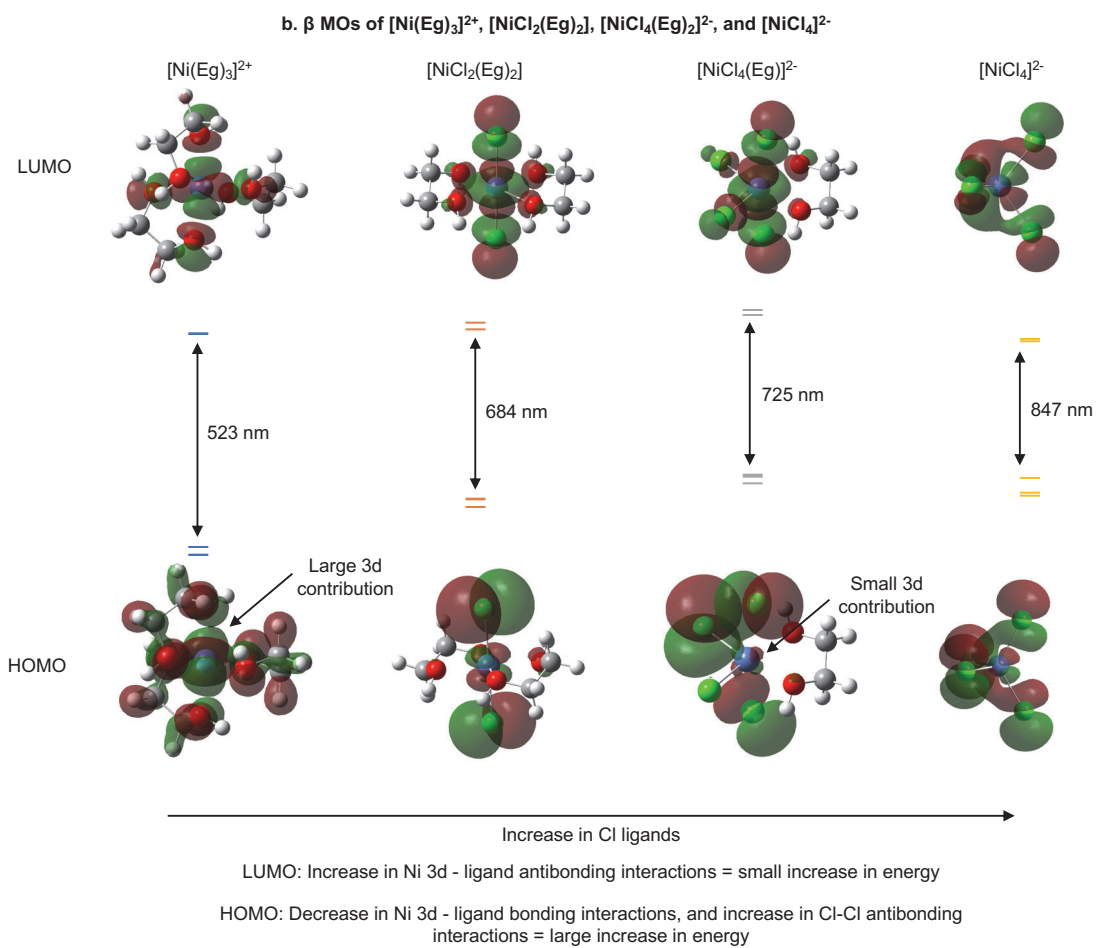 b. β MOs of [Ni(Eg)₃]²⁺, [NiCl₂(Eg)₂], [NiCl₄(Eg)₂]²⁻, and [NiCl₄]²⁻
[Ni(Eg)₃]²⁺
[NiCl₂(Eg)₂]
[NiCl₄(Eg)]²⁻
[NiCl₄]²⁻
LUMO
523 nm
684 nm
725 nm
847 nm
Large 3d
contribution
Small 3d
contribution
HOMO
Increase in Cl ligands
LUMO: Increase in Ni 3d - ligand antibonding interactions = small increase in energy
HOMO: Decrease in Ni 3d - ligand bonding interactions, and increase in Cl-Cl antibonding
interactions = large increase in energy